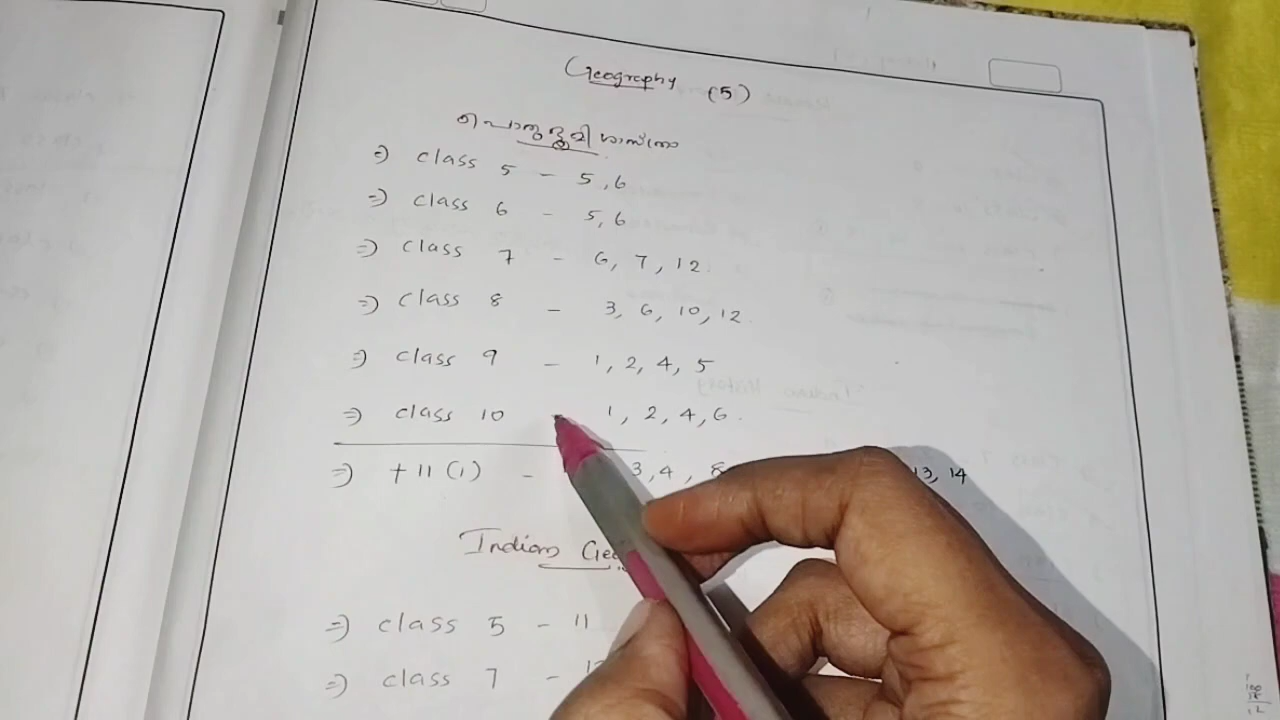 Geography (5)
പൊതുഭൂമിശാസ്ത്രം
⇒ class 5 - 5, 6
⇒ class 6 - 5, 6
⇒ class 7 - 6, 7, 12.
⇒ class 8 - 3, 6, 10, 12
⇒ class 9 - 1, 2, 4, 5
⇒ class 10 1, 2, 4, 6.
⇒ +11 (1) - 3, 4, 8 13, 14
Indian
⇒ class 5 - 11
⇒ class 7 -